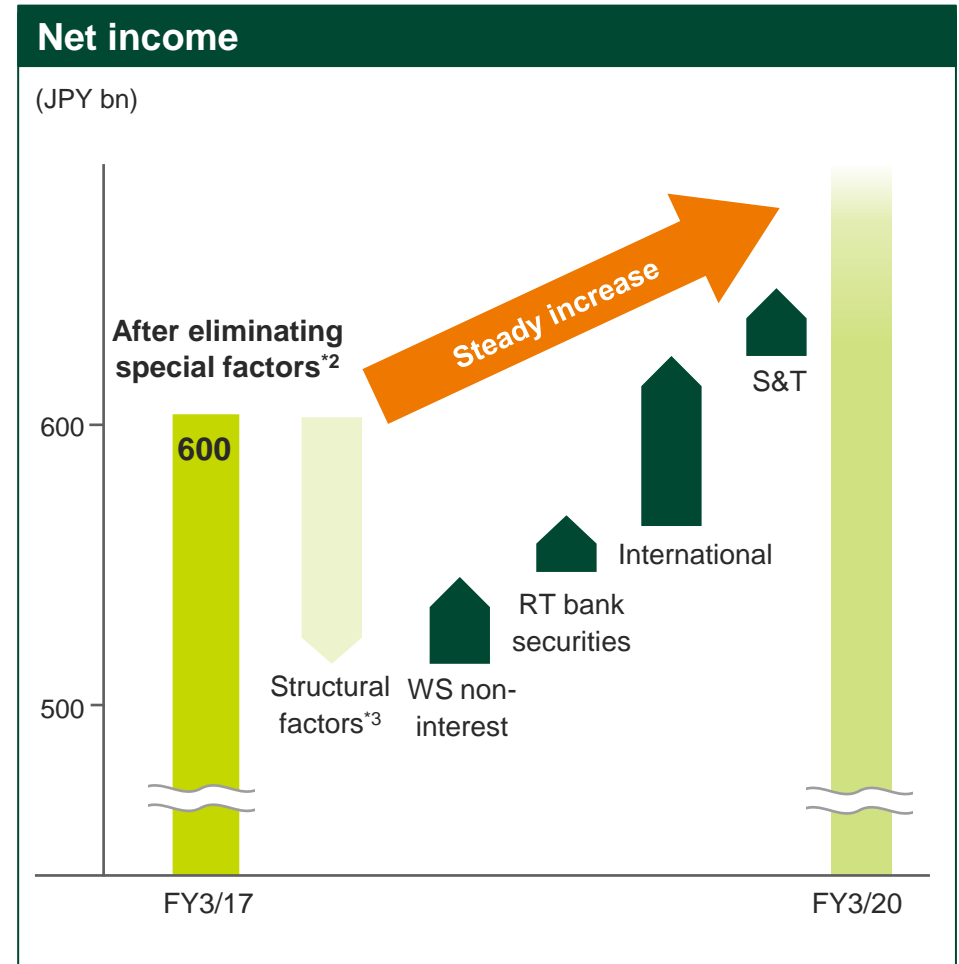 Net income
(JPY bn)
Steady increase
After eliminating
special factors*2
S&T
600
600
International
RT bank
securities
Structural
factors*3
WS non-
interest
500
FY3/17
FY3/20